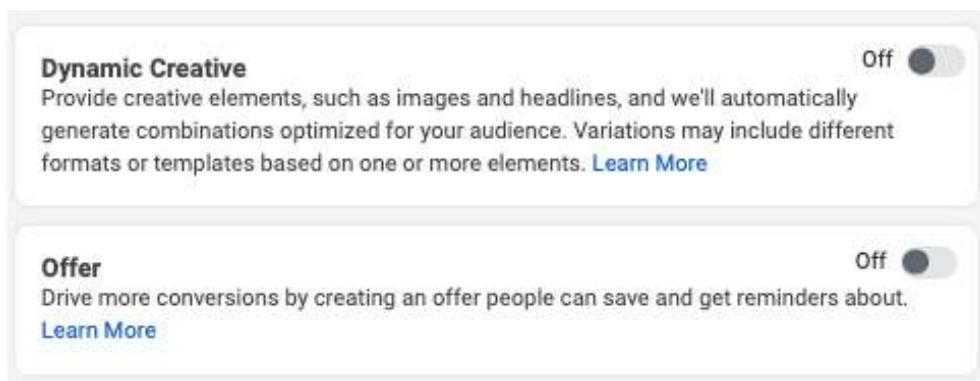 Dynamic Creative
Off
Provide creative elements, such as images and headlines, and we'll automatically
generate combinations optimized for your audience. Variations may include different
formats or templates based on one or more elements. Learn More
Offer
Off
Drive more conversions by creating an offer people can save and get reminders about.
Learn More